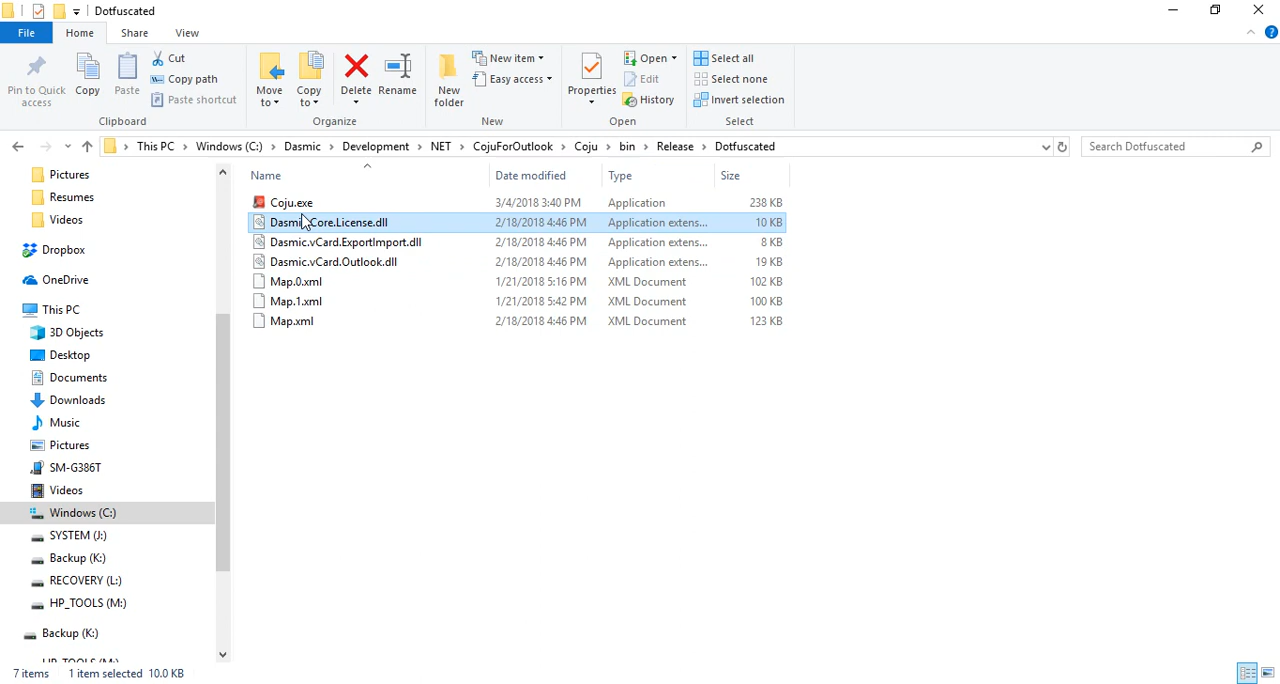 Dotfuscated
File Home Share View
Pin to Quick access
Copy
Paste
Cut
Copy path
Paste shortcut
Clipboard
Move to
Copy to
Delete
Rename
Organize
New folder
New item
Easy access
New
Properties
Open
Edit
History
Open
Select all
Select none
Invert selection
Select
This PC > Windows (C:) > Dasmic > Development > NET > CojuForOutlook > Coju > bin > Release > Dotfuscated
Search Dotfuscated
Pictures
Resumes
Videos
Dropbox
OneDrive
This PC
3D Objects
Desktop
Documents
Downloads
Music
Pictures
SM-G386T
Videos
Windows (C:)
SYSTEM (J:)
Backup (K:)
RECOVERY (L:)
HP_TOOLS (M:)
Backup (K:)
HP_TOOLS (M:)
Name Date modified Type Size
Coju.exe 3/4/2018 3:40 PM Application 238 KB
Dasmic.Core.License.dll 2/18/2018 4:46 PM Application extens... 10 KB
Dasmic.vCard.ExportImport.dll 2/18/2018 4:46 PM Application extens... 8 KB
Dasmic.vCard.Outlook.dll 2/18/2018 4:46 PM Application extens... 19 KB
Map.0.xml 1/21/2018 5:16 PM XML Document 102 KB
Map.1.xml 1/21/2018 5:42 PM XML Document 100 KB
Map.xml 2/18/2018 4:46 PM XML Document 123 KB
7 items 1 item selected 10.0 KB